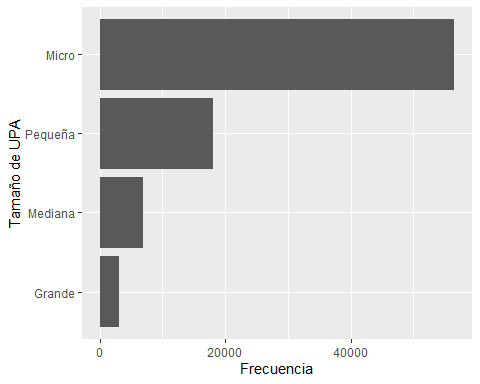 Tamaño de UPA
Micro
Pequeña
Mediana
Grande
0
20000
40000
Frecuencia